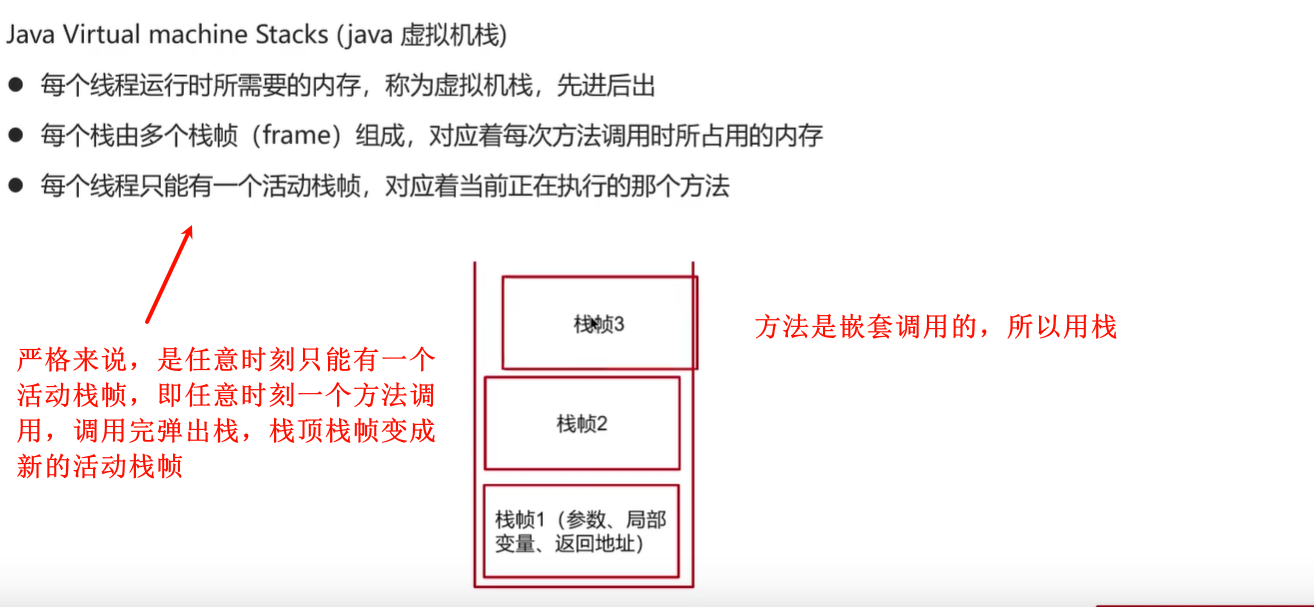 Java Virtual machine Stacks (java 虚拟机栈)
● 每个线程运行时所需要的内存，称为虚拟机栈，先进后出
● 每个栈由多个栈帧（frame）组成，对应着每次方法调用时所占用的内存
● 每个线程只能有一个活动栈帧，对应着当前正在执行的那个方法
严格来说，是任意时刻只能有一个
活动栈帧，即任意时刻一个方法调
用，调用完弹出栈，栈顶栈帧变成
新的活动栈帧
栈帧3
栈帧2
栈帧1（参数、局部
变量、返回地址）
方法是嵌套调用的，所以用栈